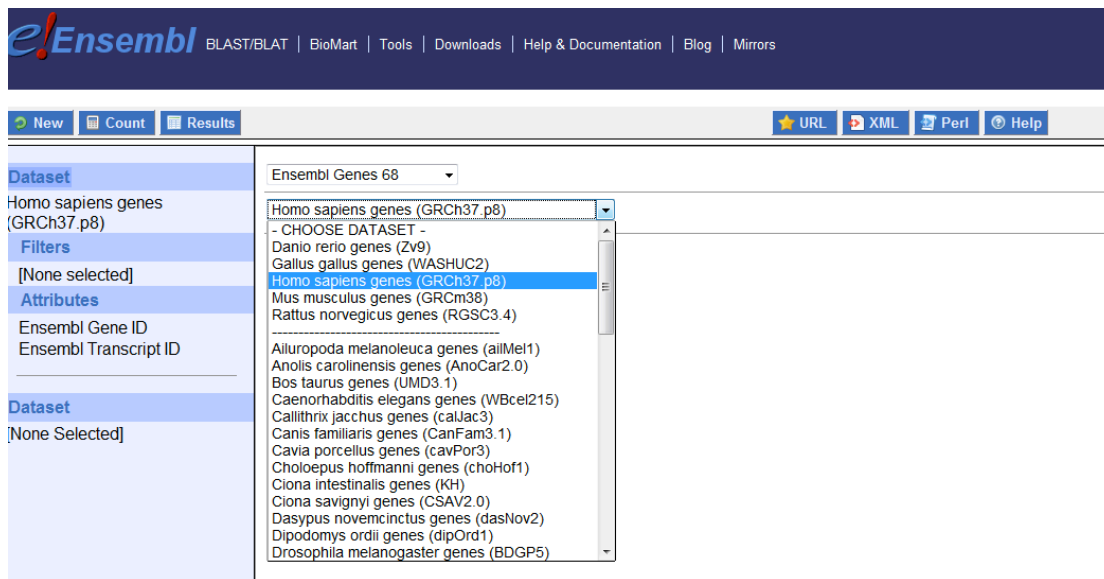 e!Ensembl BLAST/BLAT | BioMart | Tools | Downloads | Help & Documentation | Blog | Mirrors
New Count Results URL XML Perl Help
Dataset
Homo sapiens genes
(GRCh37.p8)
Filters
[None selected]
Attributes
Ensembl Gene ID
Ensembl Transcript ID
Dataset
[None Selected]
Ensembl Genes 68
Homo sapiens genes (GRCh37.p8)
- CHOOSE DATASET -
Danio rerio genes (Zv9)
Gallus gallus genes (WASHUC2)
Homo sapiens genes (GRCh37.p8)
Mus musculus genes (GRCm38)
Rattus norvegicus genes (RGSC3.4)
--------------------------------------------
Ailuropoda melanoleuca genes (ailMel1)
Anolis carolinensis genes (AnoCar2.0)
Bos taurus genes (UMD3.1)
Caenorhabditis elegans genes (WBcel215)
Callithrix jacchus genes (calJac3)
Canis familiaris genes (CanFam3.1)
Cavia porcellus genes (cavPor3)
Choloepus hoffmanni genes (choHof1)
Ciona intestinalis genes (KH)
Ciona savignyi genes (CSAV2.0)
Dasypus novemcinctus genes (dasNov2)
Dipodomys ordii genes (dipOrd1)
Drosophila melanogaster genes (BDGP5)